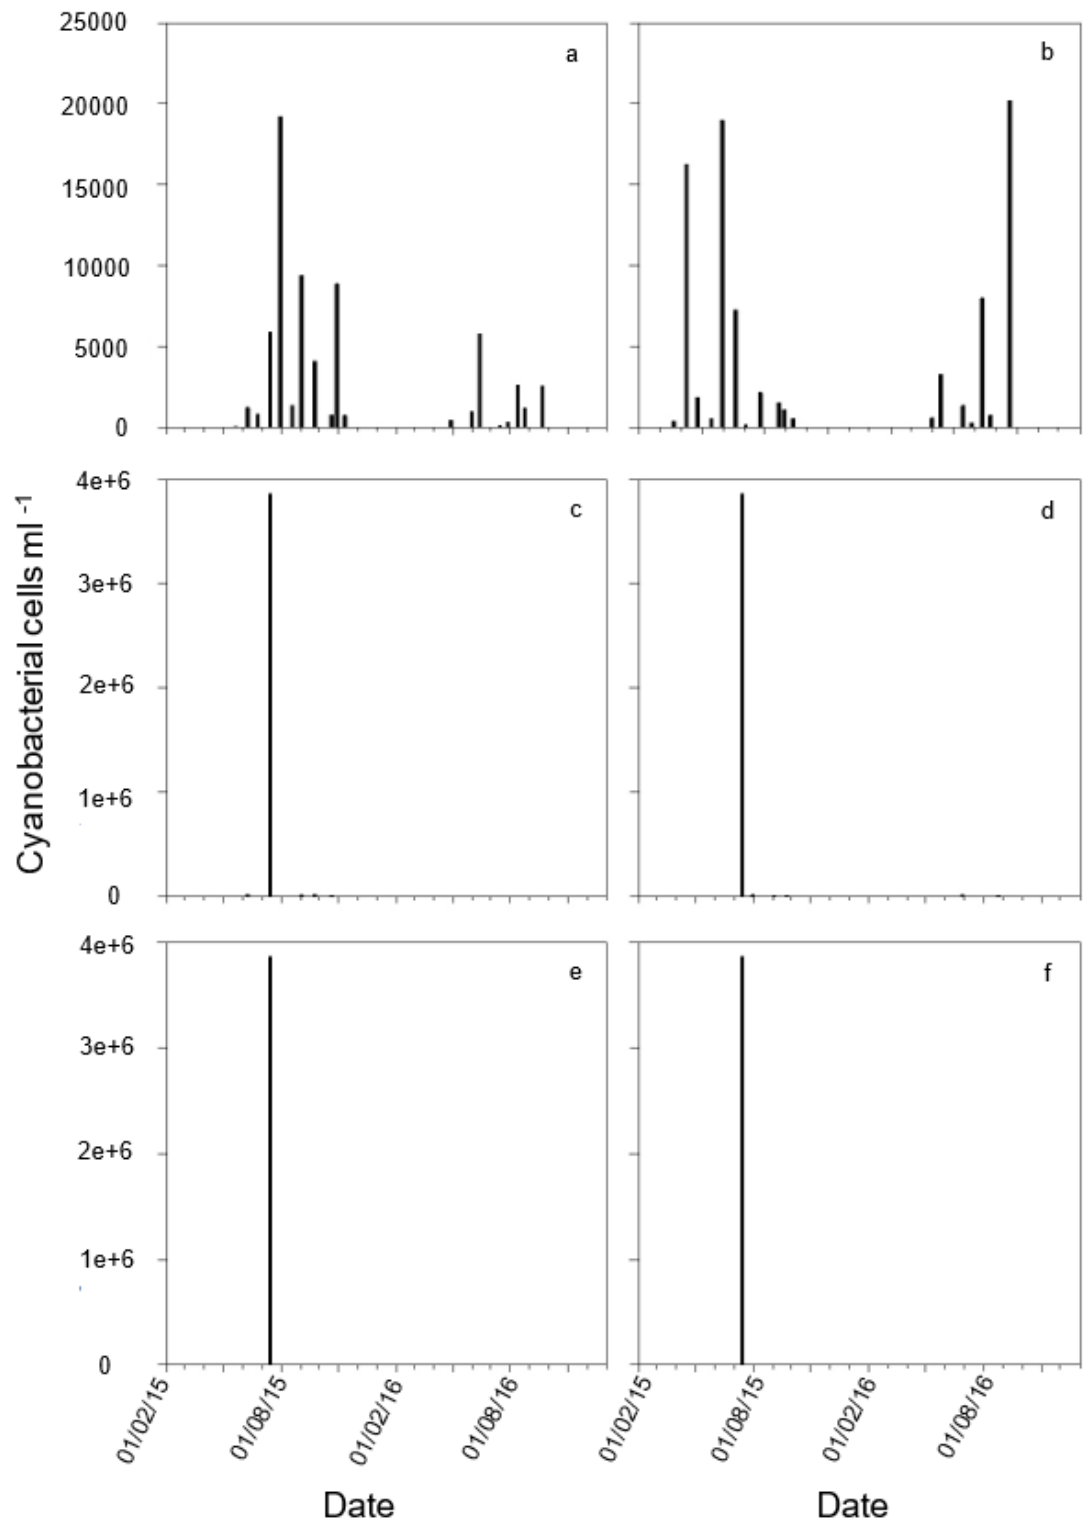 25000
20000
15000
10000
5000
0
a
b
4e+6
3e+6
2e+6
1e+6
0
c
d
4e+6
3e+6
2e+6
1e+6
0
e
f
Cyanobacterial cells ml -1
01/02/15
01/08/15
01/02/16
01/08/16
01/02/15
01/08/15
01/02/16
01/08/16
Date
Date